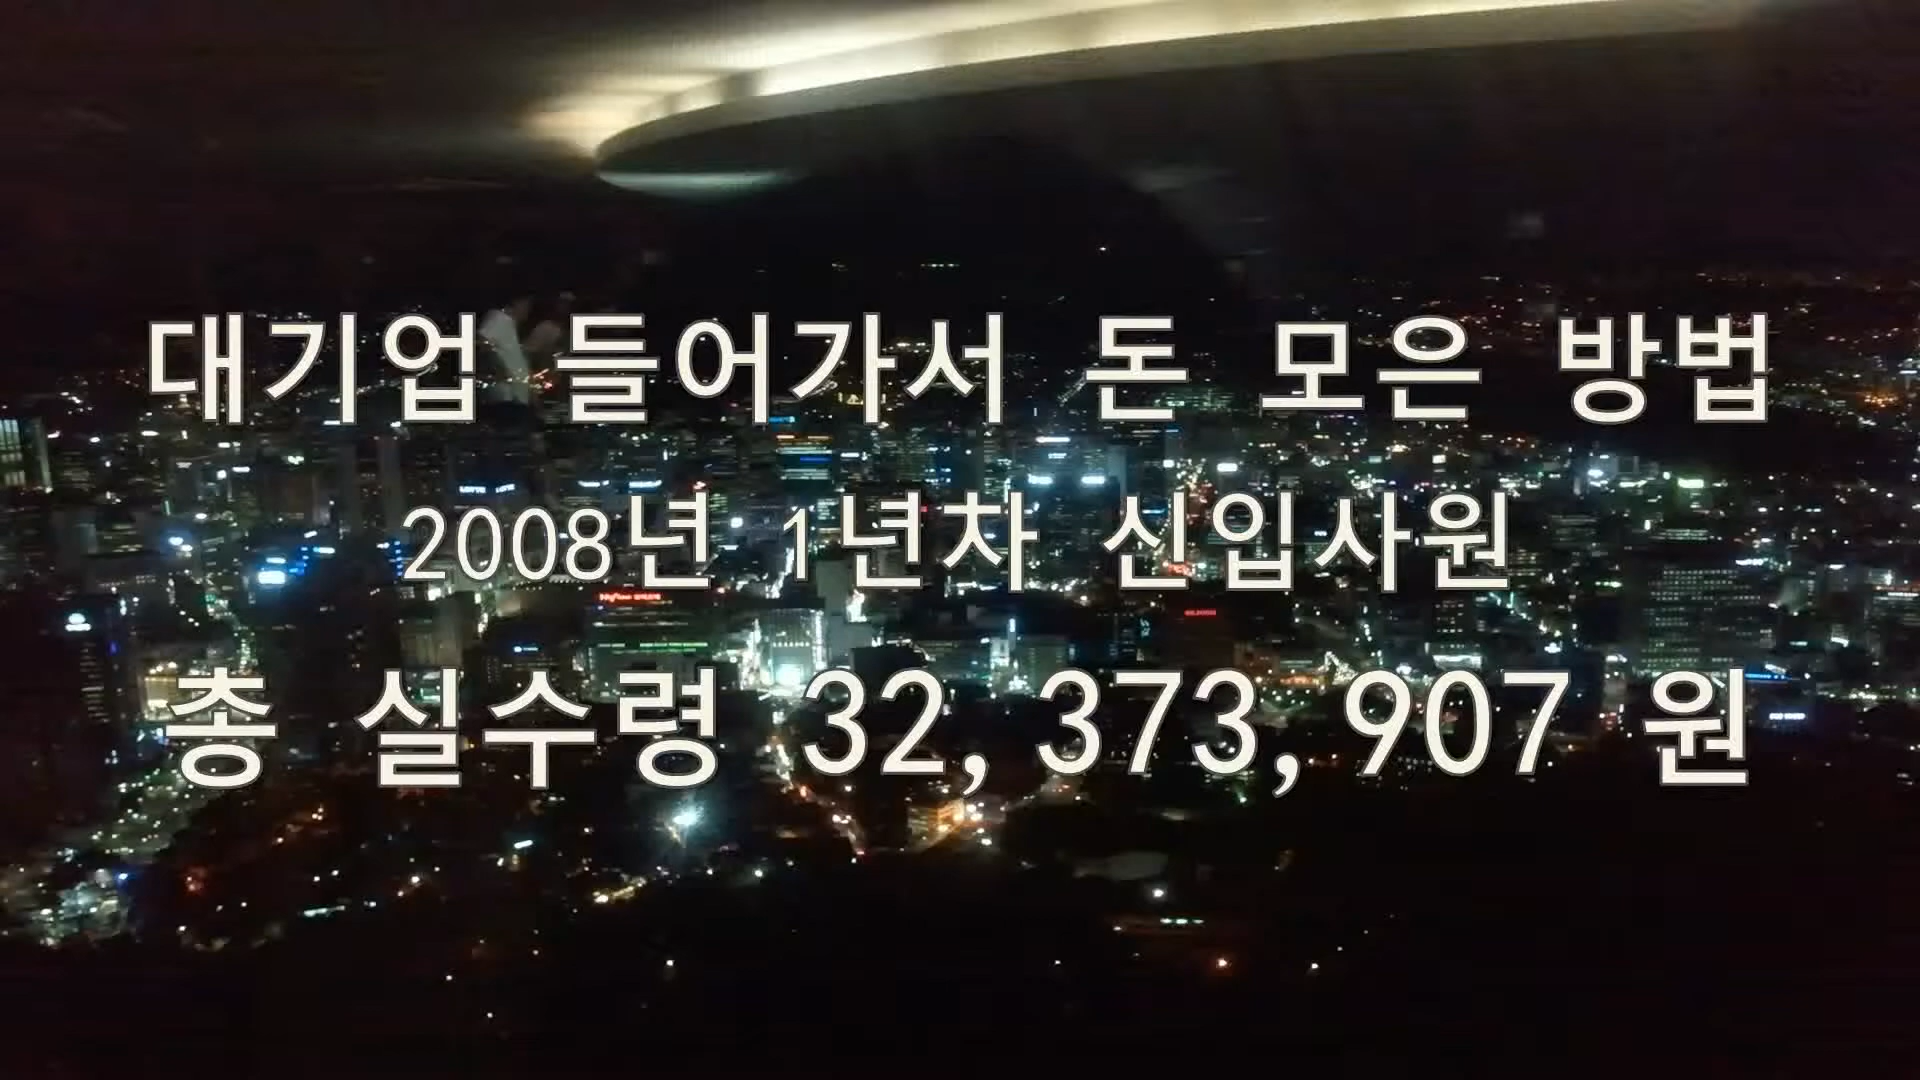 대기업 들어가서 돈 모은 방법
2008년 1년차 신입사원
총 실수령 32,373,907 원